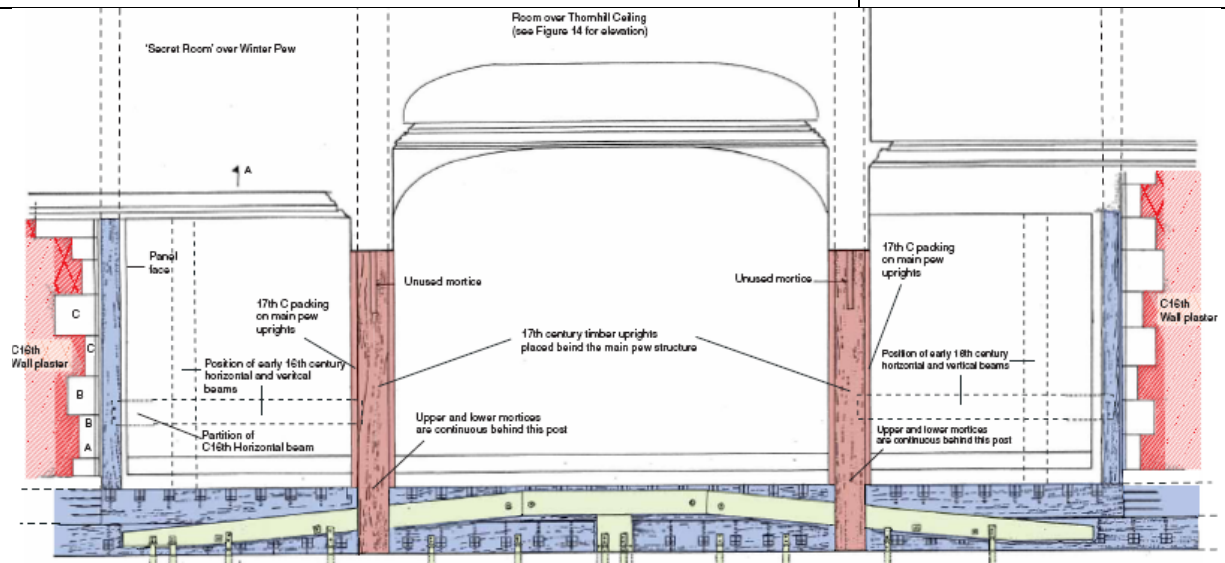 Room over Thornhill Ceiling
(see Figure 14 for elevation)
'Secret Room' over Winter Pew
A
Panel
face
Unused mortice
Unused mortice
17th C packing
on main pew
uprights
17th C packing
on main pew
uprights
C
C
B
B
A
C16th
Wall plaster
C16th
Wall plaster
17th century timber uprights
placed beind the main pew structure
Position of early 16th century
horizontal and veritcal
beams
Position of early 16th century
horizontal and verticl beams
Upper and lower mortices
are continuous behind this post
Upper and lower mortices
are continuous behind this post
Partition of
C16th Horizontal beam